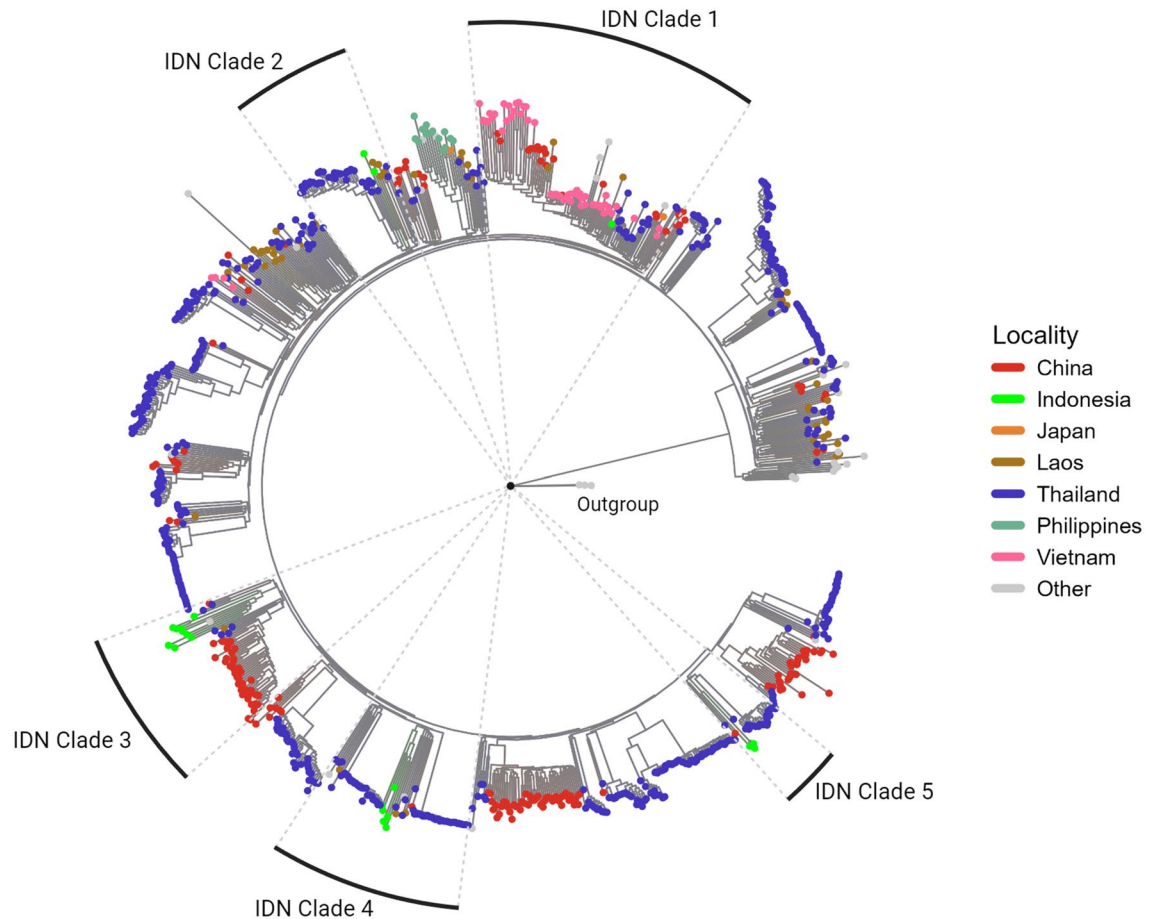 IDN Clade 1
IDN Clade 2
Locality
China
Indonesia
Japan
Laos
Thailand
Philippines
Vietnam
Other
Outgroup
IDN Clade 3
IDN Clade 5
IDN Clade 4